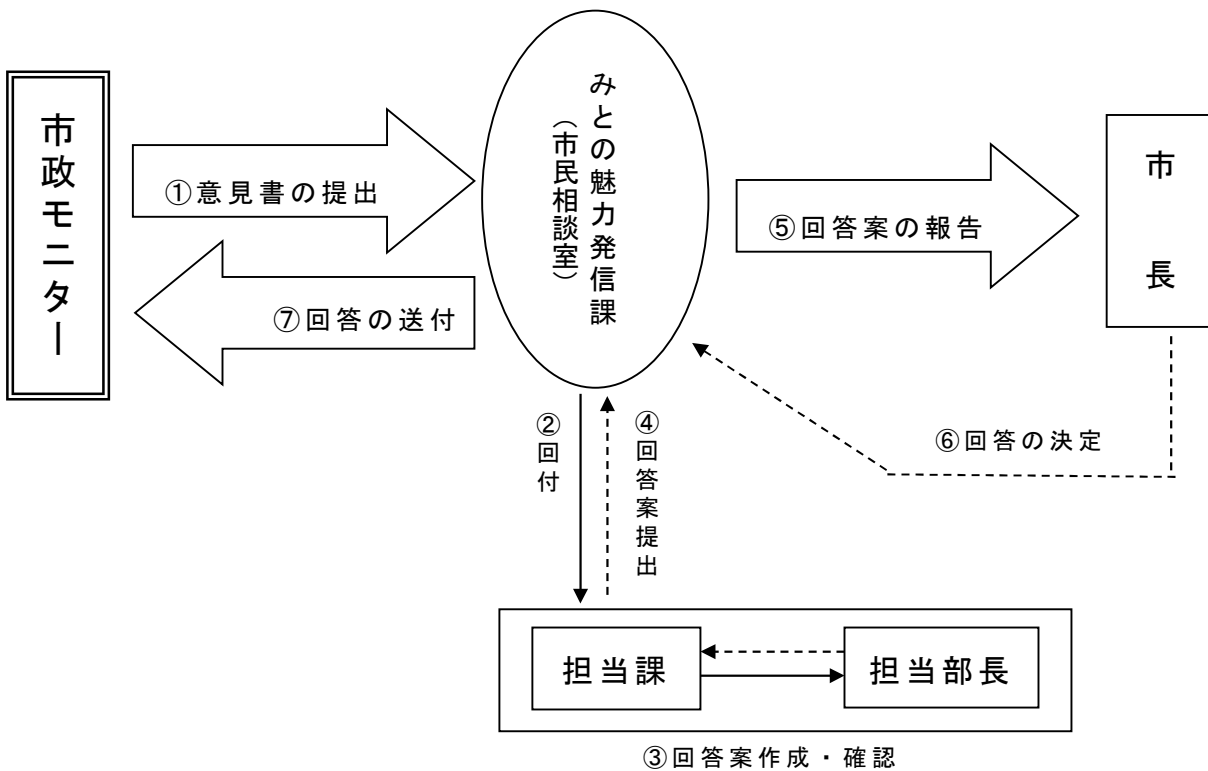 市政モニター
①意見書の提出
⑦回答の送付
みとの魅力発信課
（市民相談室）
⑤回答案の報告
市長
⑥回答の決定
②回付
④回答案提出
担当課
担当部長
③回答案作成・確認